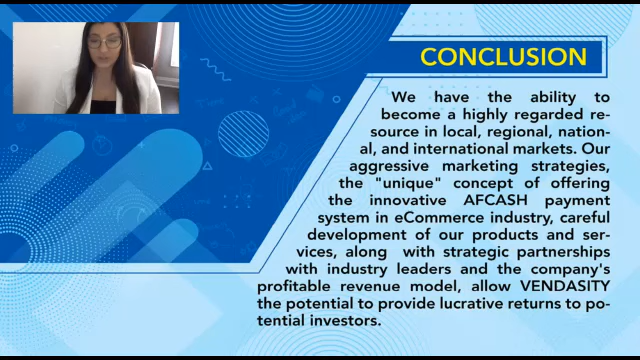 CONCLUSION
We have the ability to
become a highly regarded re-
source in local, regional, nation-
al, and international markets. Our
aggressive marketing strategies,
the "unique" concept of offering
the innovative AFCASH payment
system in eCommerce industry, careful
development of our products and ser-
vices, along with strategic partnerships
with industry leaders and the company's
profitable revenue model, allow VENDASITY
the potential to provide lucrative returns to po-
tential investors.